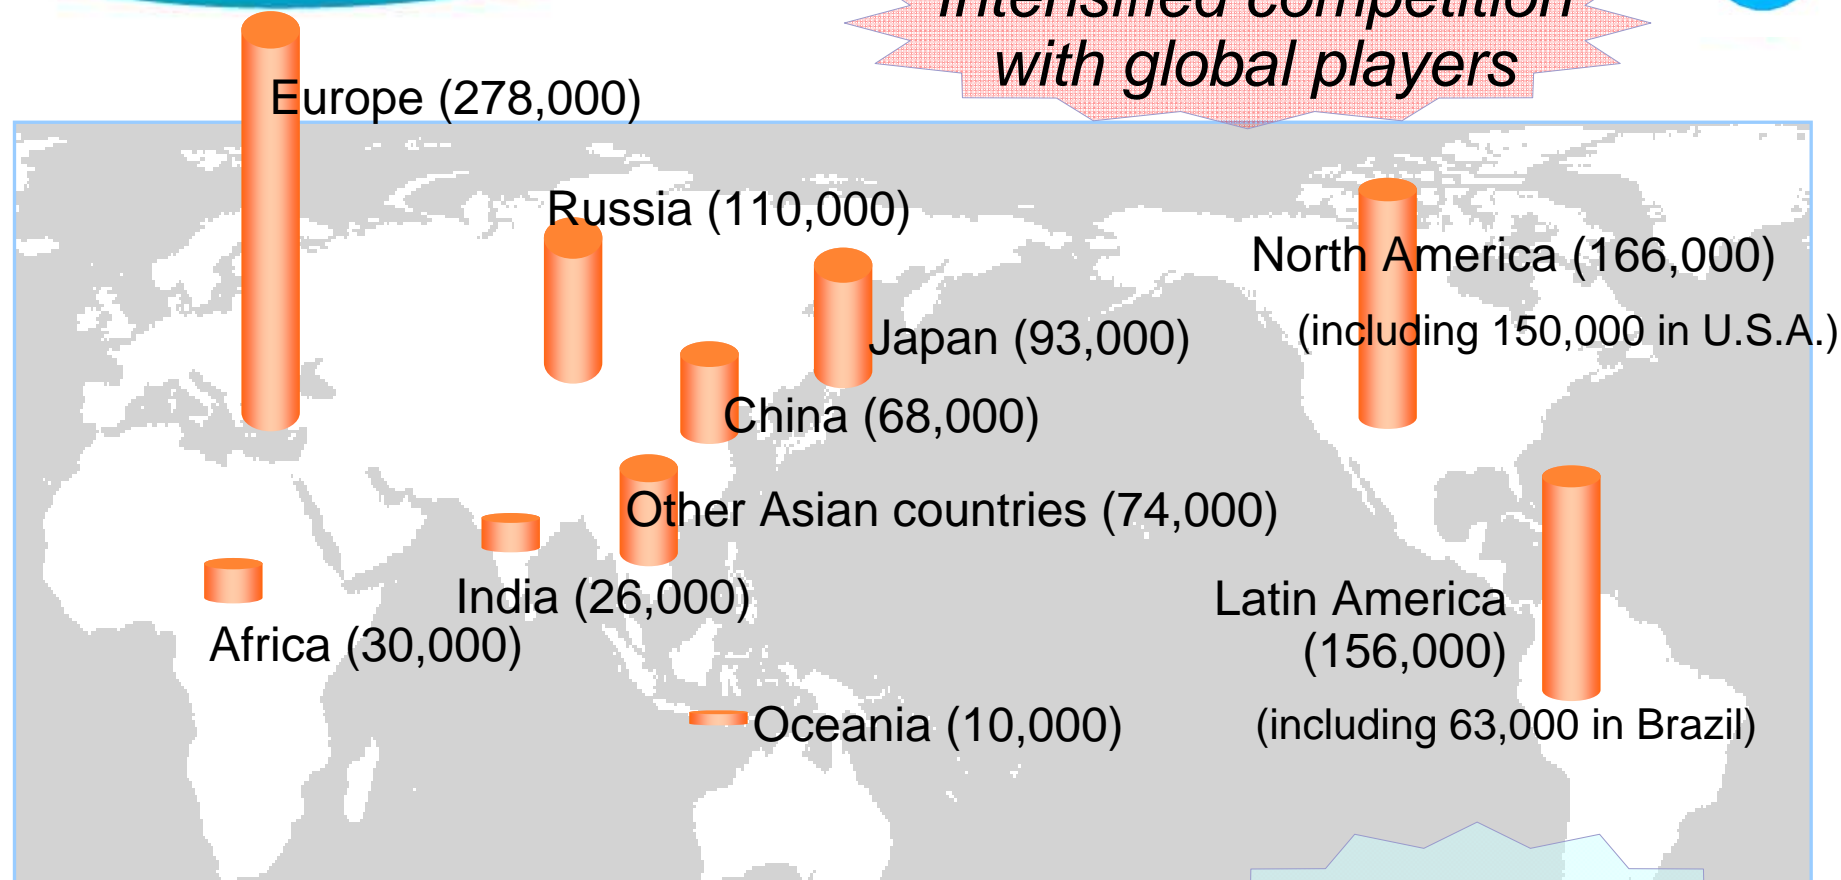 Intensified competition
with global players
Europe (278,000)
Russia (110,000)
North America (166,000)
(including 150,000 in U.S.A.)
Japan (93,000)
China (68,000)
Other Asian countries (74,000)
India (26,000)
Africa (30,000)
Latin America
(156,000)
(including 63,000 in Brazil)
Oceania (10,000)